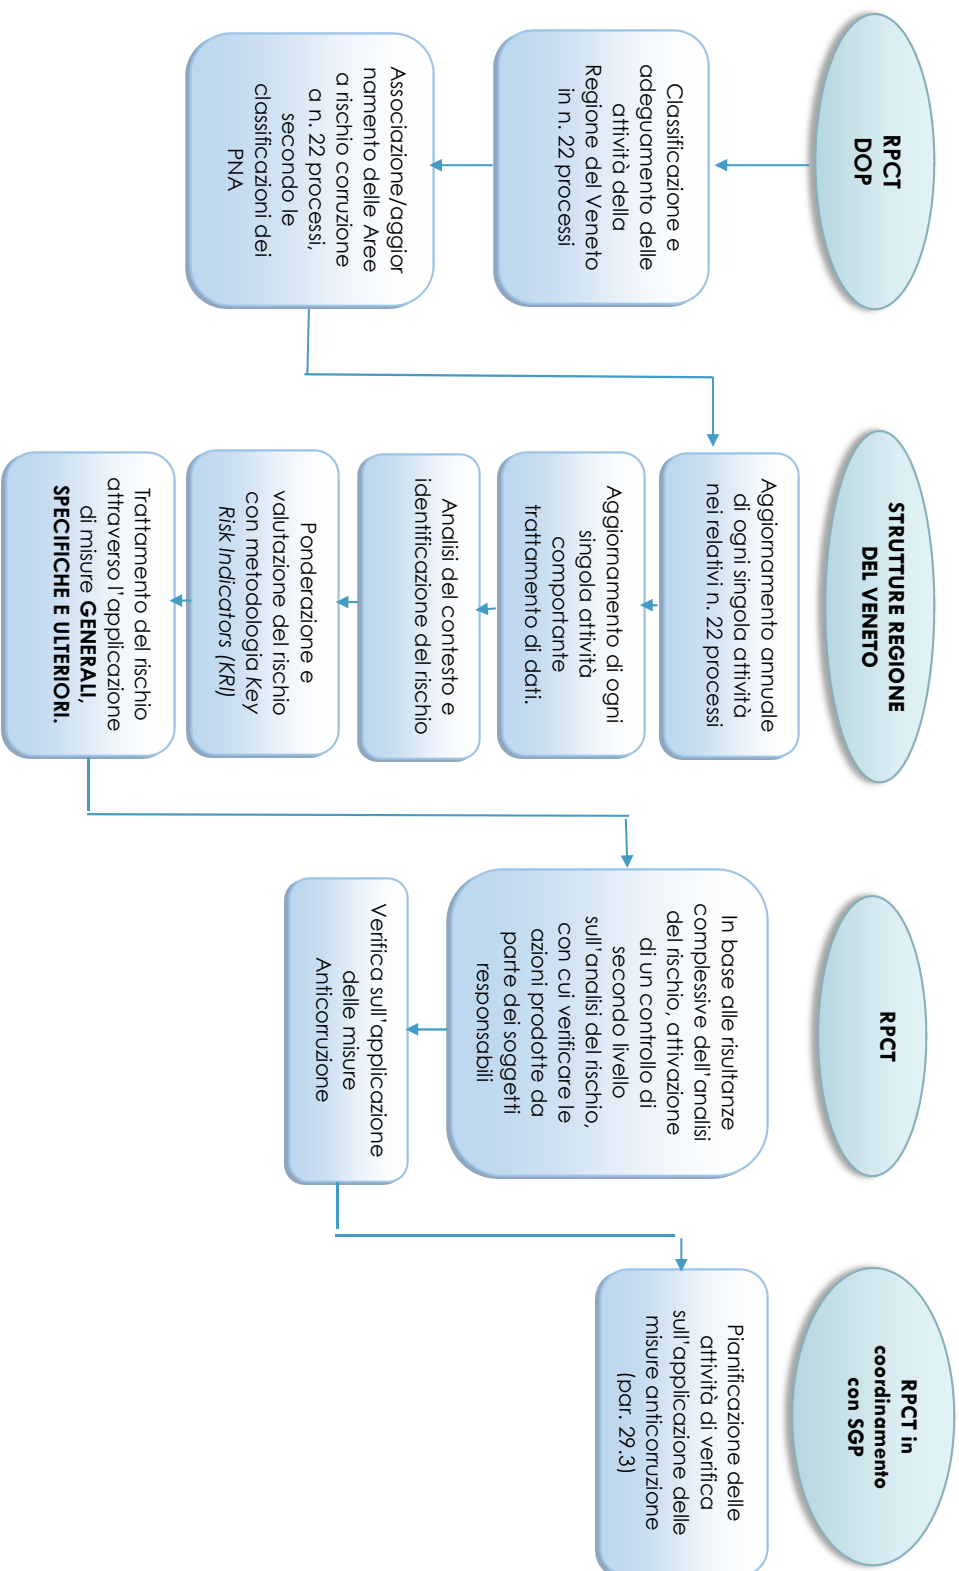 RPCT
DOP
Classificazione e
adeguamento delle
attività della
Regione del Veneto
in n. 22 processi
Associazione/aggior
namento delle Aree
a rischio corruzione
a n. 22 processi,
secondo le
classificazioni dei
PNA
STRUTTURE REGIONE
DEL VENETO
Aggiornamento annuale
di ogni singola attività
nei relativi n. 22 processi
Aggiornamento di ogni
singola attività
comportante
trattamento di dati.
Analisi del contesto e
identificazione del rischio
Ponderazione e
valutazione del rischio
con metodologia Key
Risk Indicators (KRI)
Trattamento del rischio
attraverso l'applicazione
di misure GENERALI,
SPECIFICHE E ULTERIORI.
RPCT
In base alle risultanze
complessive dell'analisi
del rischio, attivazione
di un controllo di
secondo livello
sull'analisi del rischio,
con cui verificare le
azioni prodotte da
parte dei soggetti
responsabili
Verifica sull'applicazione
delle misure
Anticorruzione
RPCT in
coordinamento
con SGP
Pianificazione delle
attività di verifica
sull'applicazione delle
misure anticorruzione
(par. 29.3)